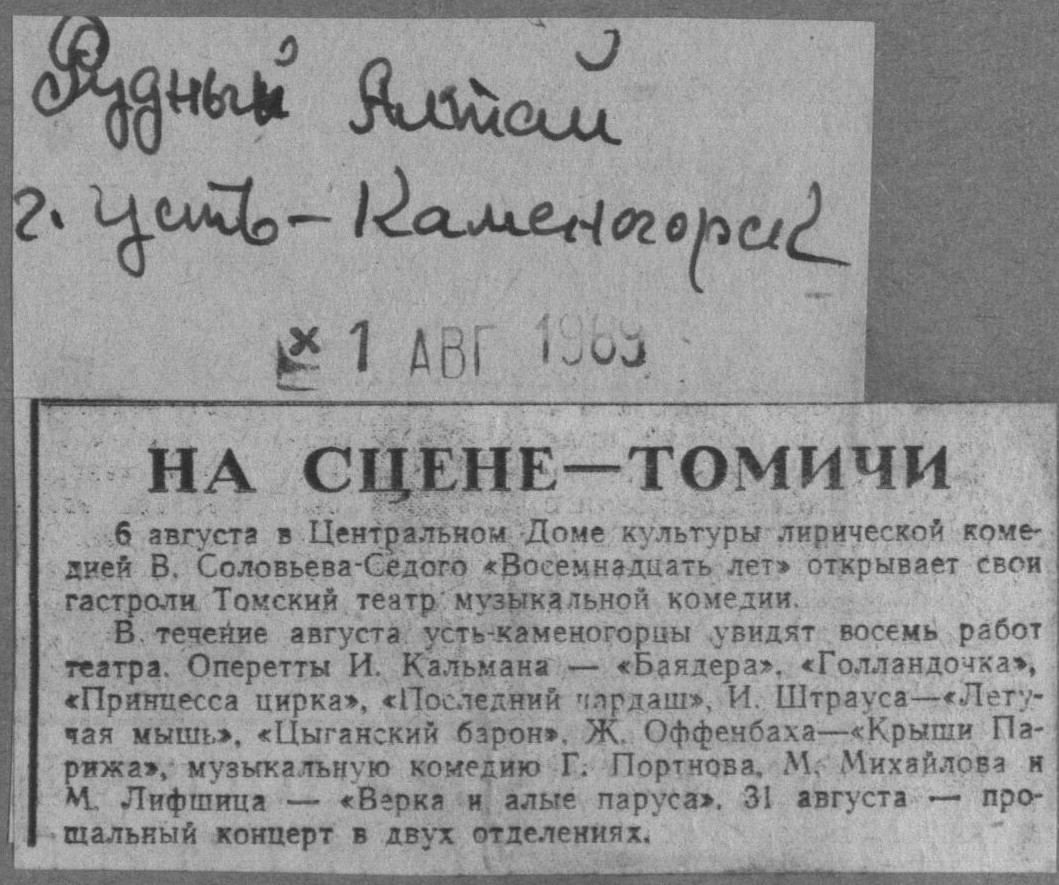 Рудный Алтай
г. Усть-Каменогорск
1 АВГ 1969
НА СЦЕНЕ—ТОМИЧИ
6 августа в Центральном Доме культуры лирической коме-
дией В. Соловьева-Седого «Восемнадцать лет» открывает свои
гастроли Томский театр музыкальной комедии.
В течение августа усть-каменогорцы увидят восемь работ
театра. Оперетты И. Кальмана — «Баядера», «Голландочка»,
«Принцесса цирка», «Последний чардаш», И. Штрауса—«Лету-
чая мышь», «Цыганский барон», Ж. Оффенбаха—«Крыши Па-
рижа», музыкальную комедию Г. Портнова, М. Михайлова и
М. Лифшица — «Верка и алые паруса». 31 августа — про-
щальный концерт в двух отделениях.